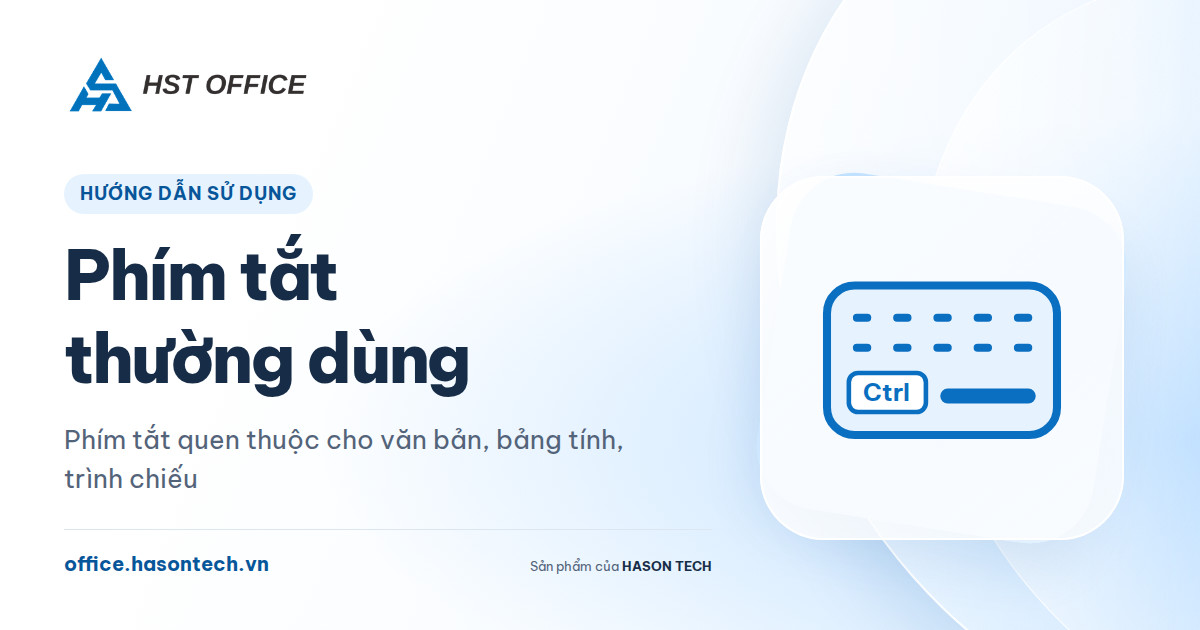 HST OFFICE
HƯỚNG DẪN SỬ DỤNG
Phím tắt
thường dùng
Phím tắt quen thuộc cho văn bản, bảng tính,
trình chiếu
Ctrl
office.hasontech.vn
Sản phẩm của HASON TECH